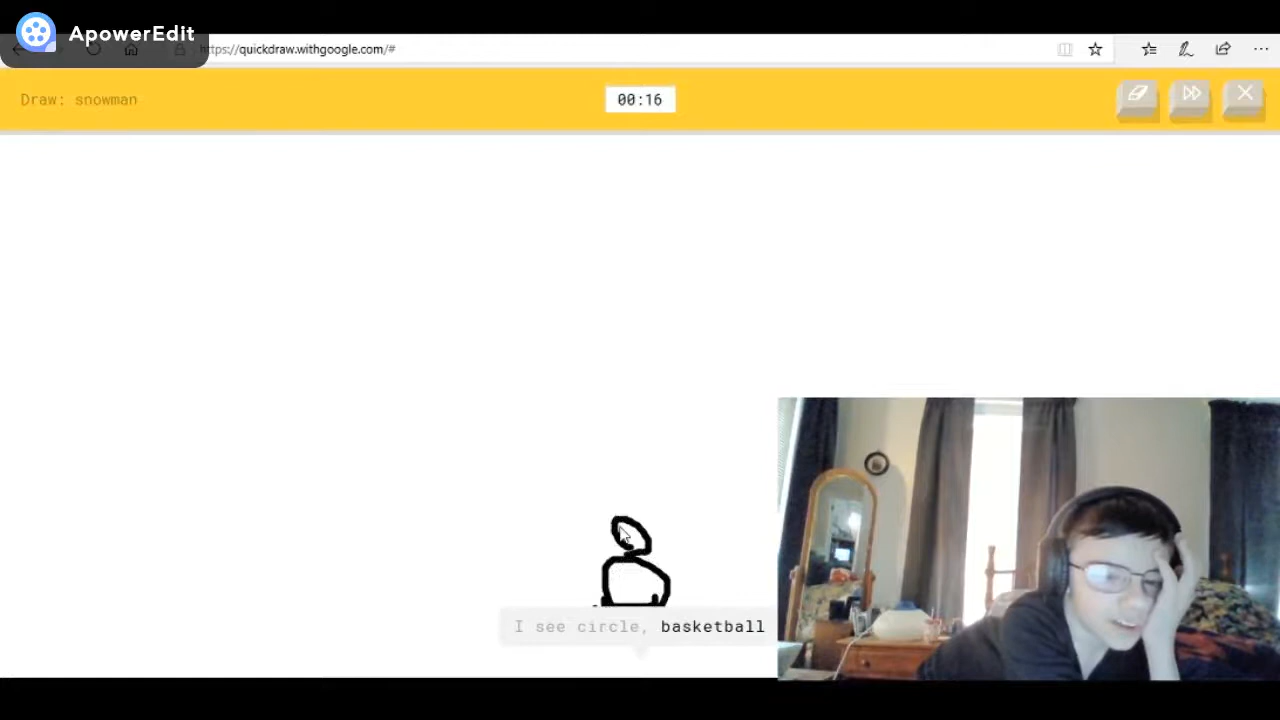 ApowerEdit
https://quickdraw.withgoogle.com/#
Draw: snowman
00:16
I see circle, basketball